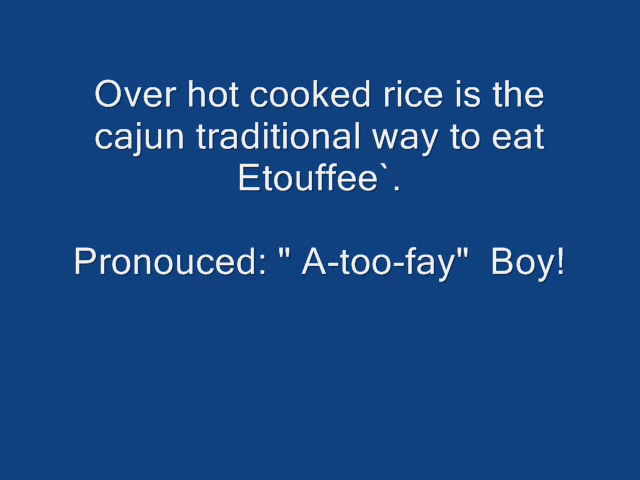 Over hot cooked rice is the
cajun traditional way to eat
Etouffee`.
Pronouced: " A-too-fay"  Boy!